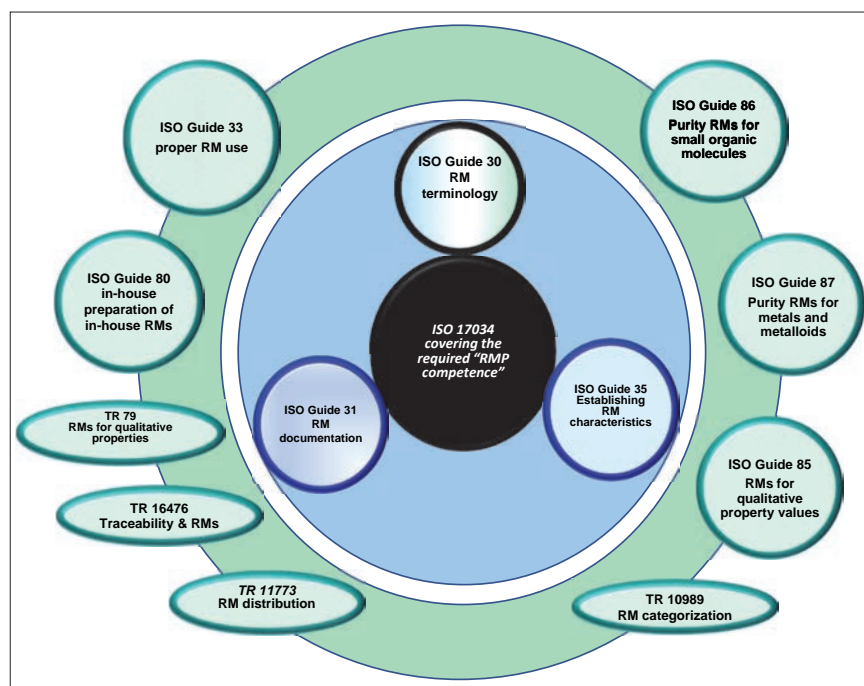 ISO Guide 33
proper RM use
ISO Guide 86
Purity RMs for
small organic
molecules
ISO Guide 30
RM
terminology
ISO Guide 80
in-house
preparation of
in-house RMs
ISO Guide 87
Purity RMs for
metals and
metalloids
ISO 17034
covering the
required “RMP
competence”
ISO Guide 31
RM
documentation
ISO Guide 35
Establishing
RM
characteristics
TR 79
RMs for qualitative
properties
ISO Guide 85
RMs for
qualitative
property values
TR 16476
Traceability & RMs
TR 11773
RM distribution
TR 10989
RM categorization